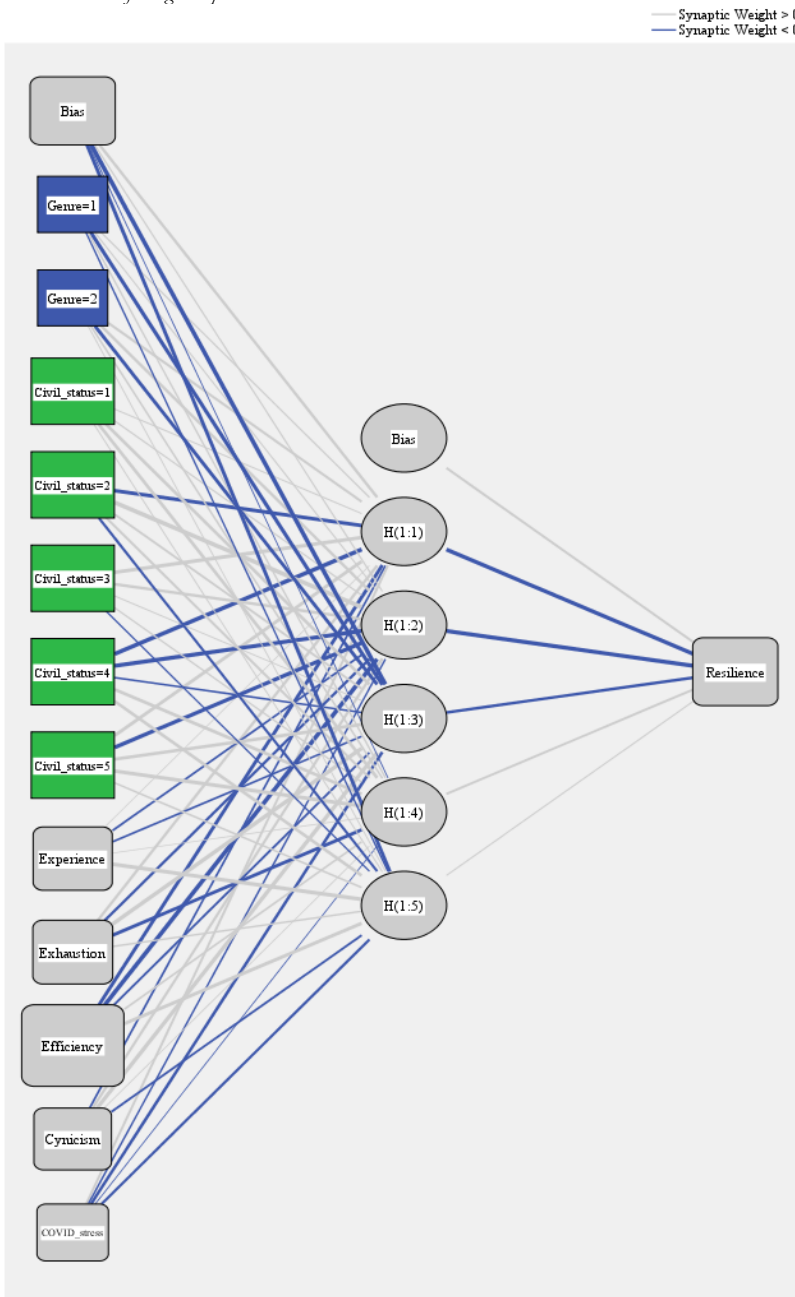 Synaptic Weight > 0
Synaptic Weight < 0
Bias
Genre=1
Genre=2
Civil_status=1
Civil_status=2
Civil_status=3
Civil_status=4
Civil_status=5
Experience
Exhaustion
Efficiency
Cynicism
COVID_stress
Bias
H(1:1)
H(1:2)
H(1:3)
H(1:4)
H(1:5)
Resilience